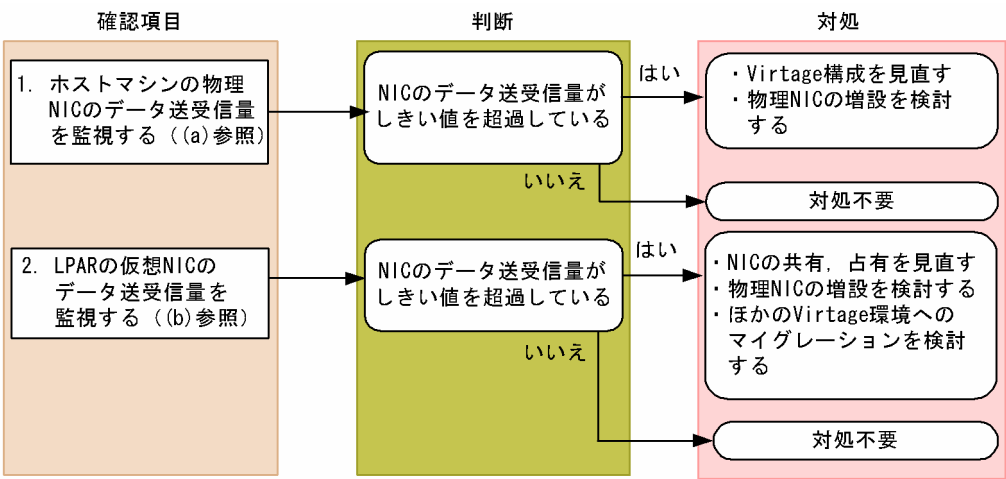 確認項目
判断
対処
1. ホストマシンの物理
NICのデータ送受信量
を監視する((a)参照)
NICのデータ送受信量が
しきい値を超過している
はい
・Virtage構成を見直す
・物理NICの増設を検討
する
いいえ
対処不要
2. LPARの仮想NICの
データ送受信量を
監視する((b)参照)
NICのデータ送受信量が
しきい値を超過している
はい
・NICの共有，占有を見直す
・物理NICの増設を検討する
・ほかのVirtage環境への
マイグレーションを検討
する
いいえ
対処不要